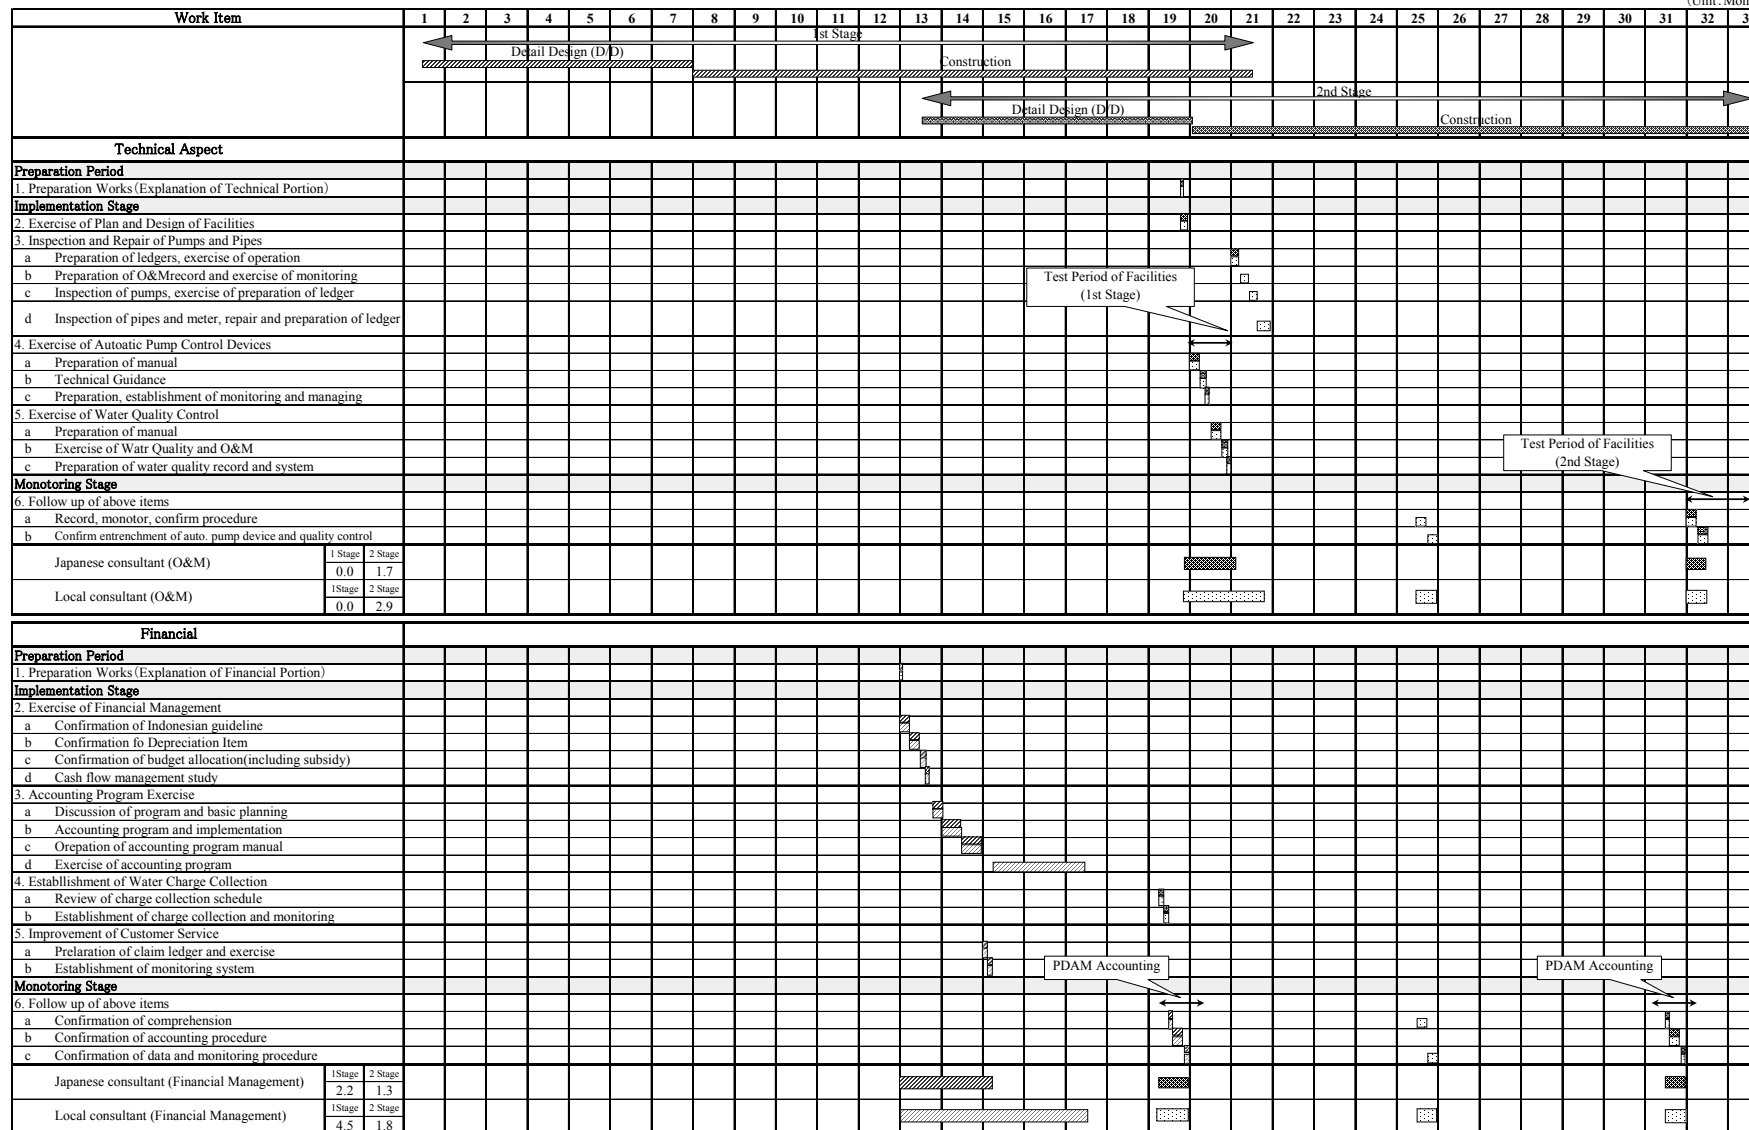 (Unit: Mon
Work Item 1 2 3 4 5 6 7 8 9 10 11 12 13 14 15 16 17 18 19 20 21 22 23 24 25 26 27 28 29 30 31 32 3
1st Stage
Detail Design (D/D)
Construction
2nd Stage
Detail Design (D/D)
Construction
Technical Aspect
Preparation Period
1. Preparation Works(Explanation of Technical Portion)
Implementation Stage
2. Exercise of Plan and Design of Facilities
3. Inspection and Repair of Pumps and Pipes
a Preparation of ledgers, exercise of operation
b Preparation of O&Mrecord and exercise of monitoring
c Inspection of pumps, exercise of preparation of ledger
Test Period of Facilities
(1st Stage)
d Inspection of pipes and meter, repair and preparation of ledger
4. Exercise of Autoatic Pump Control Devices
a Preparation of manual
b Technical Guidance
c Preparation, establishment of monitoring and managing
5. Exercise of Water Quality Control
a Preparation of manual
b Exercise of Watr Quality and O&M
c Preparation of water quality record and system
Test Period of Facilities
(2nd Stage)
Monotoring Stage
6. Follow up of above items
a Record, monotor, confirm procedure
b Confirm entrenchment of auto. pump device and quality control
Japanese consultant (O&M)
1 Stage 2 Stage
0.0 1.7
Local consultant (O&M)
1Stage 2 Stage
0.0 2.9
Financial
Preparation Period
1. Preparation Works(Explanation of Financial Portion)
Implementation Stage
2. Exercise of Financial Management
a Confirmation of Indonesian guideline
b Confirmation fo Depreciation Item
c Confirmation of budget allocation(including subsidy)
d Cash flow management study
3. Accounting Program Exercise
a Discussion of program and basic planning
b Accounting program and implementation
c Orepation of accounting program manual
d Exercise of accounting program
4. Establlishment of Water Charge Collection
a Review of charge collection schedule
b Establishment of charge collection and monitoring
5. Improvement of Customer Service
a Prelaration of claim ledger and exercise
b Establishment of monitoring system
PDAM Accounting
PDAM Accounting
Monotoring Stage
6. Follow up of above items
a Confirmation of comprehension
b Confirmation of accounting procedure
c Confirmation of data and monitoring procedure
Japanese consultant (Financial Management)
1Stage 2 Stage
2.2 1.3
Local consultant (Financial Management)
1Stage 2 Stage
4.5 1.8